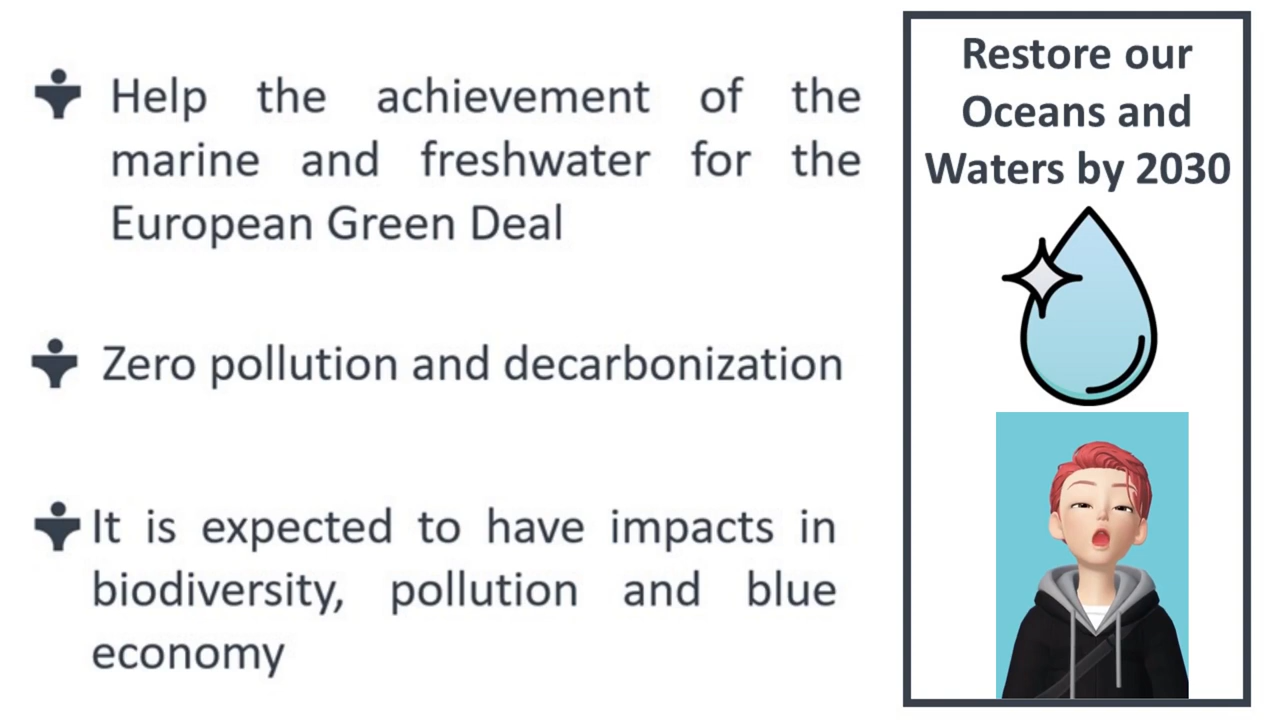 Help the achievement of the
marine and freshwater for the
European Green Deal
Zero pollution and decarbonization
It is expected to have impacts in
biodiversity, pollution and blue
economy
Restore our
Oceans and
Waters by 2030